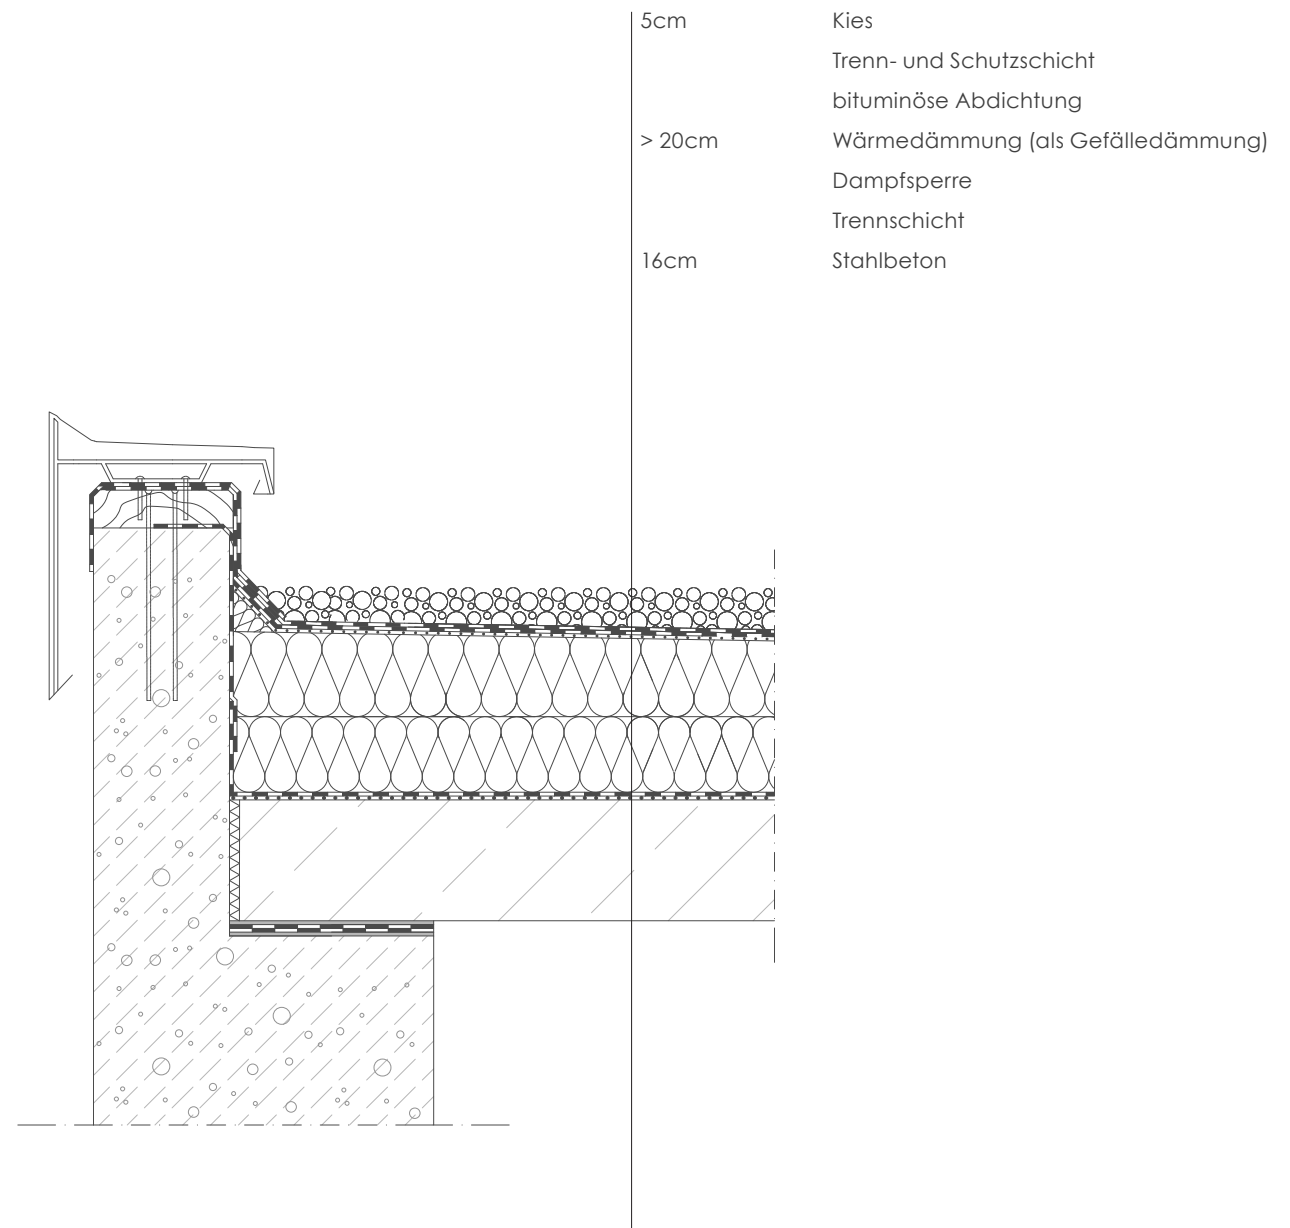 5cm Kies
Trenn- und Schutzschicht
bituminöse Abdichtung
> 20cm Wärmedämmung (als Gefälledämmung)
Dampfsperre
Trennschicht
16cm Stahlbeton